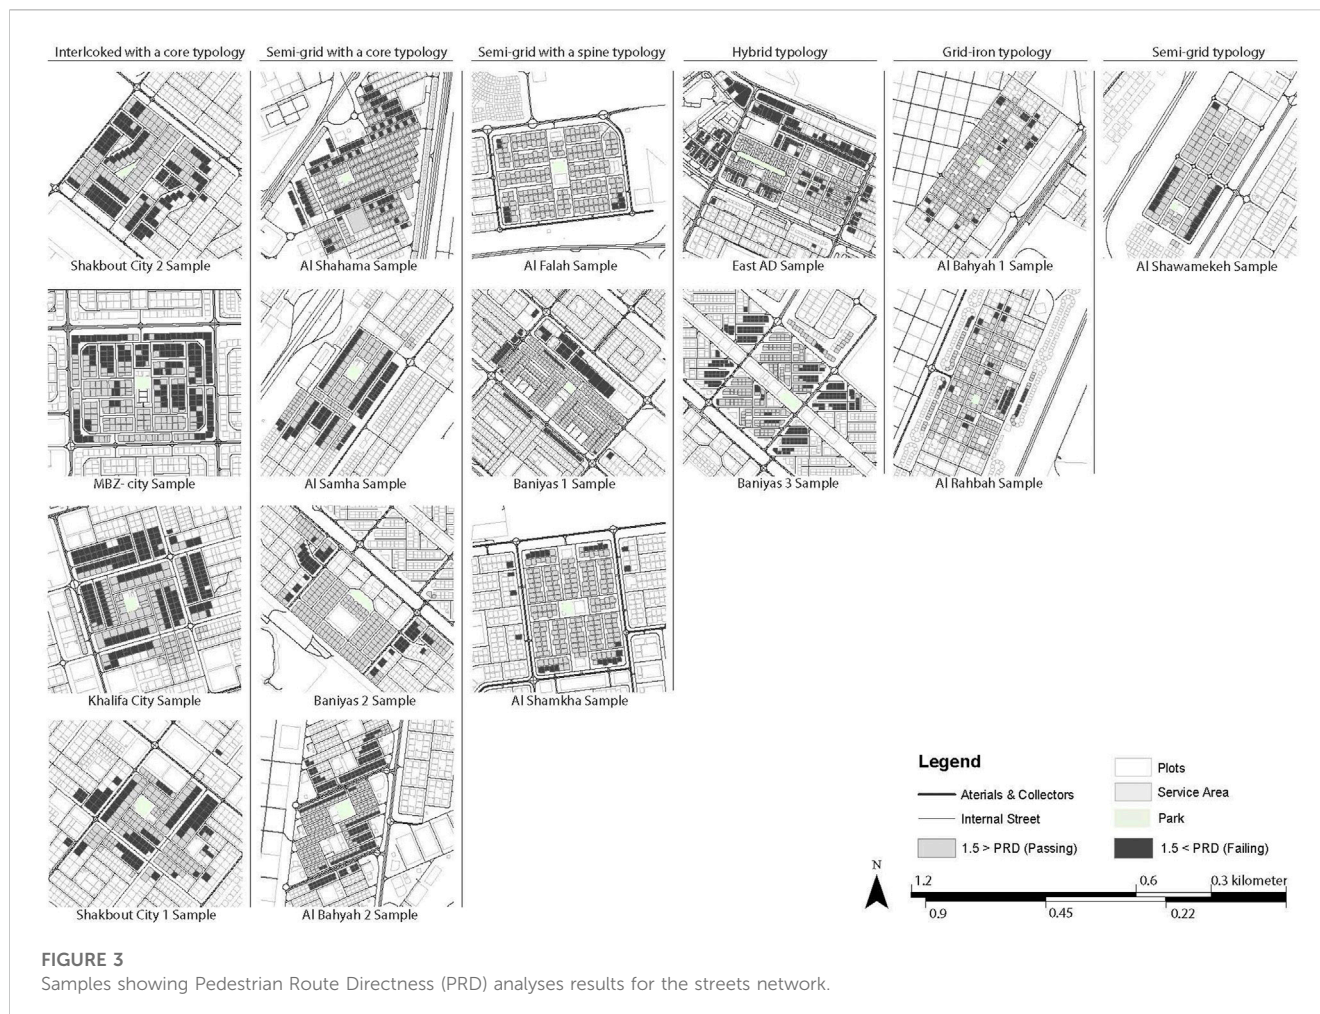 Interlcoked with a core typology
Semi-grid with a core typology
Semi-grid with a spine typology
Hybrid typology
Grid-iron typology
Semi-grid typology
Shakbout City 2 Sample
Al Shahama Sample
Al Falah Sample
East AD Sample
Al Bahyah 1 Sample
Al Shawamekeh Sample
MBZ- city Sample
Al Samha Sample
Baniyas 1 Sample
Baniyas 3 Sample
Al Rahbah Sample
Khalifa City Sample
Baniyas 2 Sample
Al Shamkha Sample
Shakbout City 1 Sample
Al Bahyah 2 Sample
Legend
Aterials & Collectors
Internal Street
1.5 > PRD (Passing)
Plots
Service Area
Park
1.5 < PRD (Failing)
N
1.2
0.6
0.3 kilometer
0.9
0.45
0.22
FIGURE 3
Samples showing Pedestrian Route Directness (PRD) analyses results for the streets network.